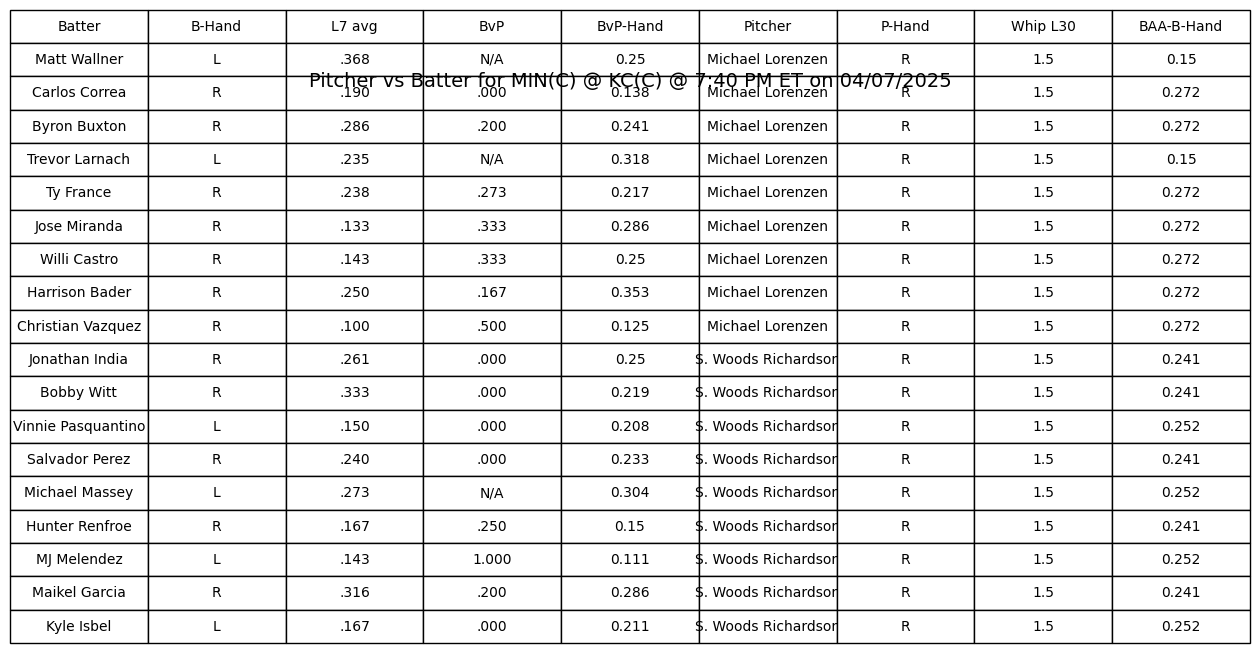 Batter B-Hand L7 avg BvP BvP-Hand Pitcher P-Hand Whip L30 BAA-B-Hand
Matt Wallner L .368 N/A 0.25 Michael Lorenzen R 1.5 0.15
Pitcher vs Batter for MIN(C) @ KC(C) @ 7:40 PM ET on 04/07/2025
Carlos Correa R .190 .000 0.138 Michael Lorenzen R 1.5 0.272
Byron Buxton R .286 .200 0.241 Michael Lorenzen R 1.5 0.272
Trevor Larnach L .235 N/A 0.318 Michael Lorenzen R 1.5 0.15
Ty France R .238 .273 0.217 Michael Lorenzen R 1.5 0.272
Jose Miranda R .133 .333 0.286 Michael Lorenzen R 1.5 0.272
Willi Castro R .143 .333 0.25 Michael Lorenzen R 1.5 0.272
Harrison Bader R .250 .167 0.353 Michael Lorenzen R 1.5 0.272
Christian Vazquez R .100 .500 0.125 Michael Lorenzen R 1.5 0.272
Jonathan India R .261 .000 0.25 S. Woods Richardson R 1.5 0.241
Bobby Witt R .333 .000 0.219 S. Woods Richardson R 1.5 0.241
Vinnie Pasquantino L .150 .000 0.208 S. Woods Richardson R 1.5 0.252
Salvador Perez R .240 .000 0.233 S. Woods Richardson R 1.5 0.241
Michael Massey L .273 N/A 0.304 S. Woods Richardson R 1.5 0.252
Hunter Renfroe R .167 .250 0.15 S. Woods Richardson R 1.5 0.241
MJ Melendez L .143 1.000 0.111 S. Woods Richardson R 1.5 0.252
Maikel Garcia R .316 .200 0.286 S. Woods Richardson R 1.5 0.241
Kyle Isbel L .167 .000 0.211 S. Woods Richardson R 1.5 0.252